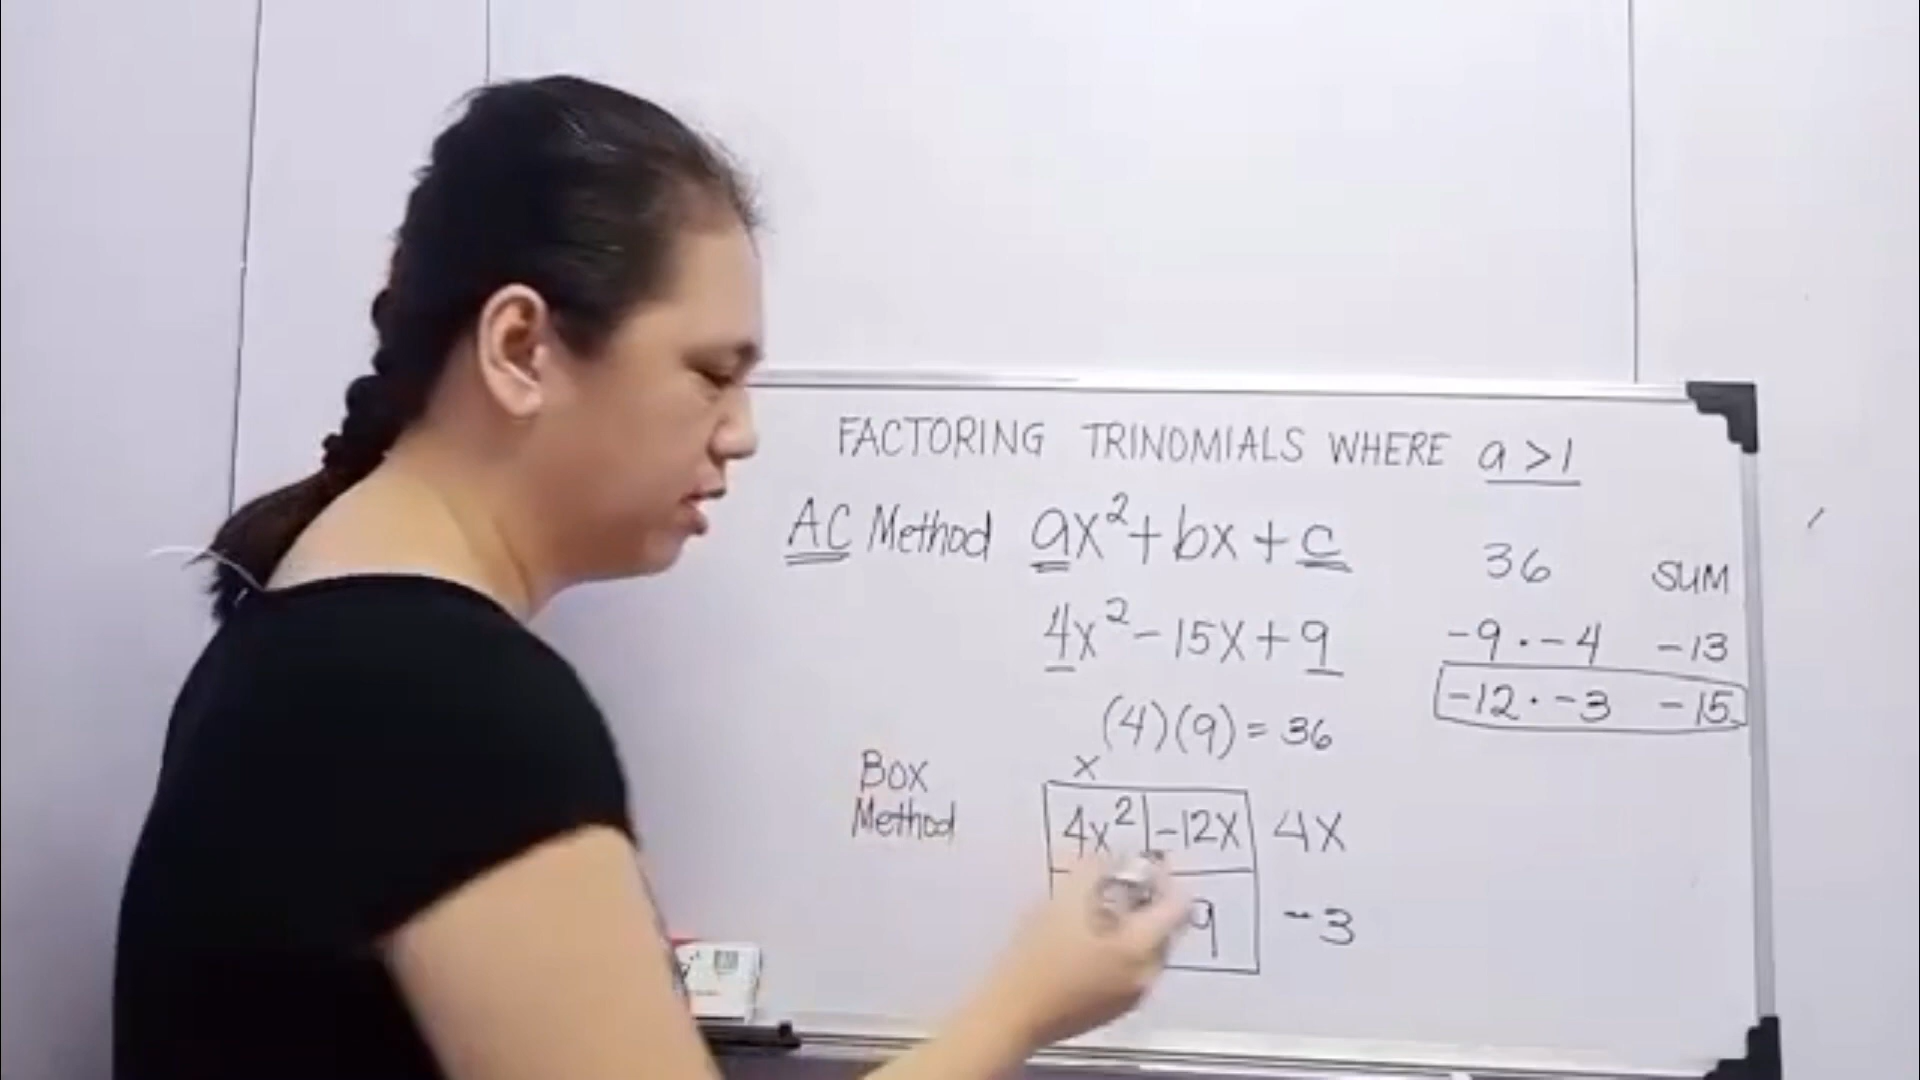 FACTORING TRINOMIALS WHERE a > 1
AC Method ax² + bx + c
36 SUM
4x² - 15x + 9
-9 · -4 -13
-12 · -3 -15
(4)(9) = 36
Box
Method
x
4x² -12x 4x
9 -3